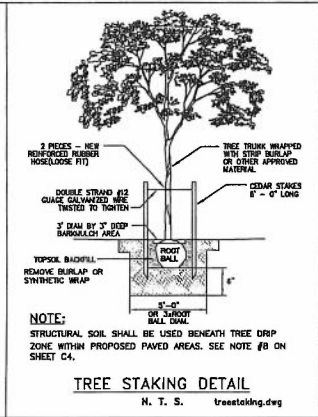 2 PIECES - NEW
REINFORCED RUBBER
HOSE(LOOSE FIT)
TREE TRUNK WRAPPED
WITH STRIP BURLAP
OR OTHER APPROVED
MATERIAL
DOUBLE STRAND #12
GUAGE GALVANIZED WIRE
TWISTED TO TIGHTEN
CEDAR STAKES
8' - 0" LONG
3' DIAM BY 3" DEEP
BARKMULCH AREA
ROOT
BALL
TOPSOIL BACKFILL
REMOVE BURLAP OR
SYNTHETIC WRAP
6"
5'-0"
OR 3xROOT
BALL DIAM.
NOTE:
STRUCTURAL SOIL SHALL BE USED BENEATH TREE DRIP
ZONE WITHIN PROPOSED PAVED AREAS. SEE NOTE #8 ON
SHEET C4.
TREE STAKING DETAIL
N. T. S. treestaking.dwg